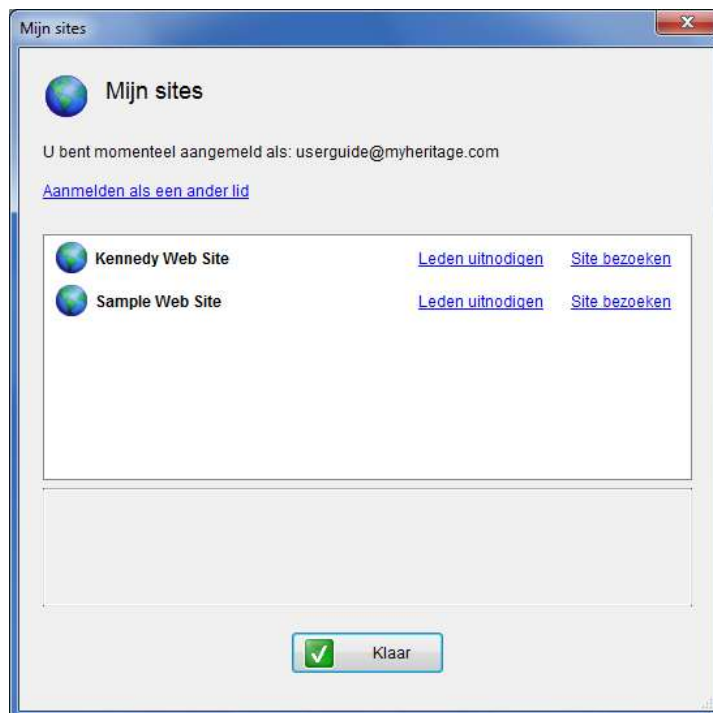 Mijn sites
Mijn sites
U bent momenteel aangemeld als: userguide@myheritage.com
Aanmelden als een ander lid
Kennedy Web Site Leden uitnodigen Site bezoeken
Sample Web Site Leden uitnodigen Site bezoeken
Klaar